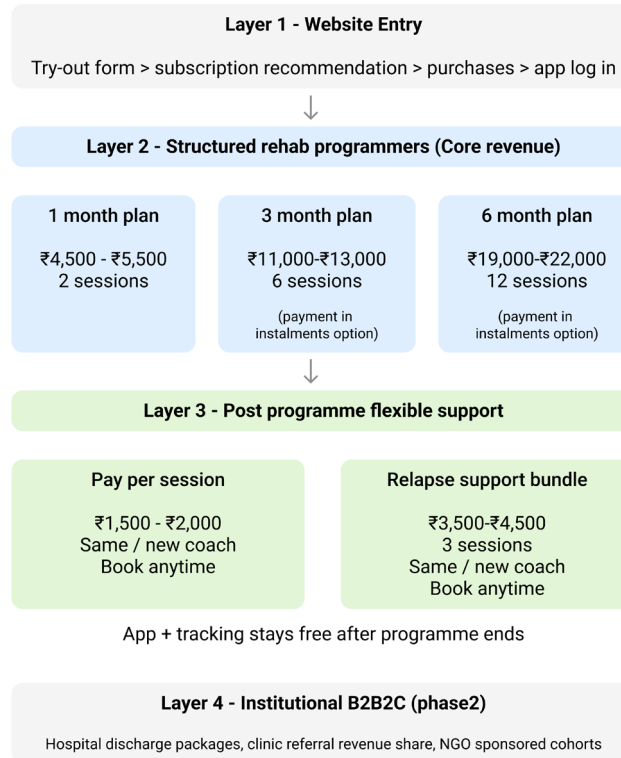 Layer 1 - Website Entry
Try-out form > subscription recommendation > purchases > app log in
Layer 2 - Structured rehab programmers (Core revenue)
1 month plan
₹4,500 - ₹5,500
2 sessions
3 month plan
₹11,000-₹13,000
6 sessions
(payment in
instalments option)
6 month plan
₹19,000-₹22,000
12 sessions
(payment in
instalments option)
Layer 3 - Post programme flexible support
Pay per session
₹1,500 - ₹2,000
Same / new coach
Book anytime
Relapse support bundle
₹3,500-₹4,500
3 sessions
Same / new coach
Book anytime
App + tracking stays free after programme ends
Layer 4 - Institutional B2B2C (phase2)
Hospital discharge packages, clinic referral revenue share, NGO sponsored cohorts